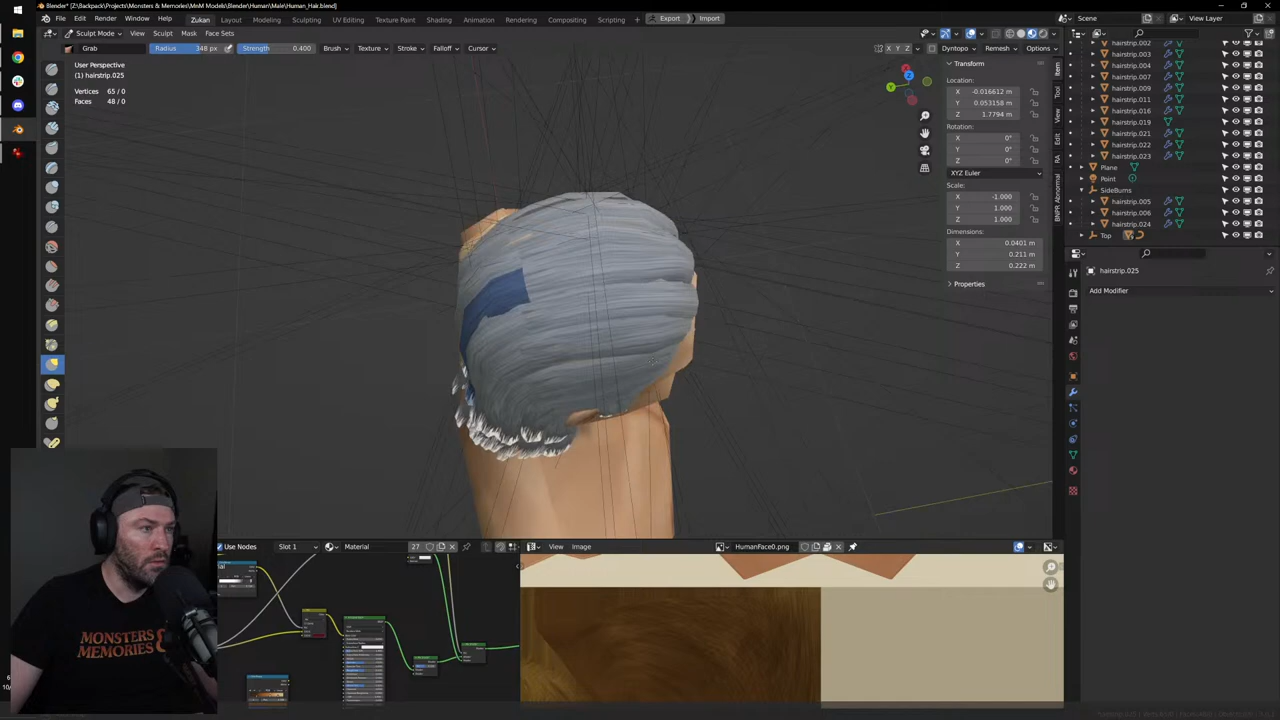 Blender* [Z:\Backpack\Projects\Monsters & Memories\MnM Models\Blender\Human\Male\Human_Hair.blend]
File Edit Render Window Help Zukan Layout Modeling Sculpting UV Editing Texture Paint Shading Animation Rendering Compositing Scripting Export Import Scene View Layer
Sculpt Mode View Sculpt Mask Face Sets
Grab Radius 348 px Strength 0.400 Brush Texture Stroke Falloff Cursor X Y Z Dyntopo Remesh Options
User Perspective
(1) hairstrip.025
Vertices 65 / 0
Faces 48 / 0
Transform
Location:
X -0.016612 m
Y 0.053158 m
Z 1.7794 m
Rotation:
X 0°
Y 0°
Z 0°
XYZ Euler
Scale:
X -1.000
Y 1.000
Z 1.000
Dimensions:
X 0.0401 m
Y 0.211 m
Z 0.222 m
Properties
Item
Tool
View
Edit
RA
BNPR Abnormal
hairstrip.002
hairstrip.003
hairstrip.004
hairstrip.007
hairstrip.009
hairstrip.011
hairstrip.016
hairstrip.019
hairstrip.021
hairstrip.022
hairstrip.023
Plane
Point
SideBurns
hairstrip.005
hairstrip.006
hairstrip.024
Top
hairstrip.025
Add Modifier
Use Nodes Slot 1 Material 27
View Image HumanFace0.png
MONSTERS
MEMORIES &